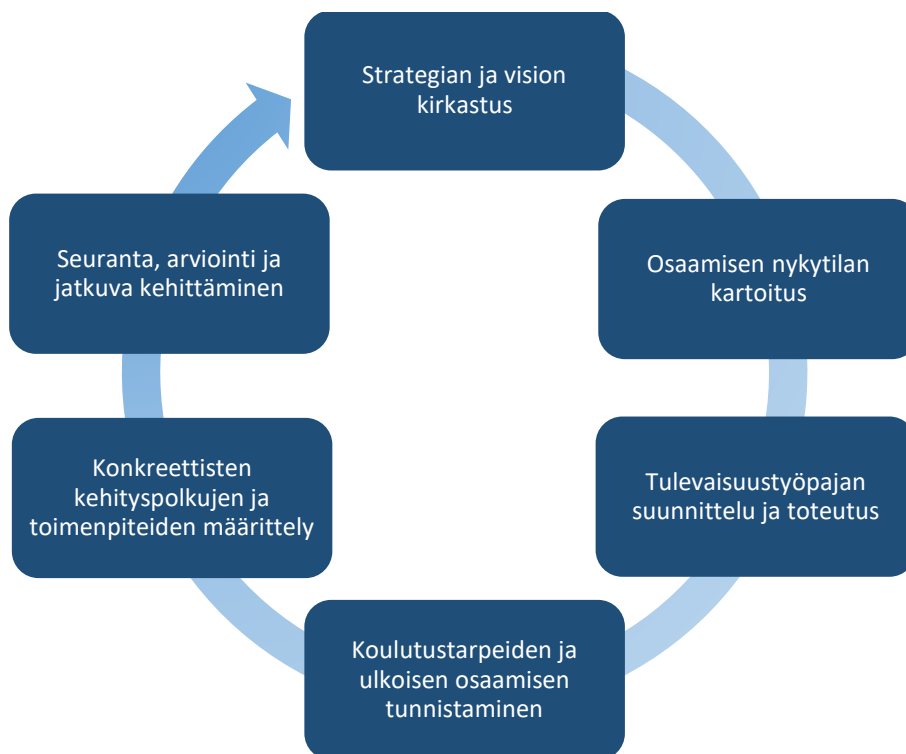 Strategian ja vision
kirkastus
Osaamisen nykytilan
kartoitus
Tulevaisuustyöpajan
suunnittelu ja toteutus
Koulutustarpeiden ja
ulkoisen osaamisen
tunnistaminen
Konkreettisten
kehityspolkujen ja
toimenpiteiden määrittely
Seuranta, arviointi ja
jatkuva kehittäminen